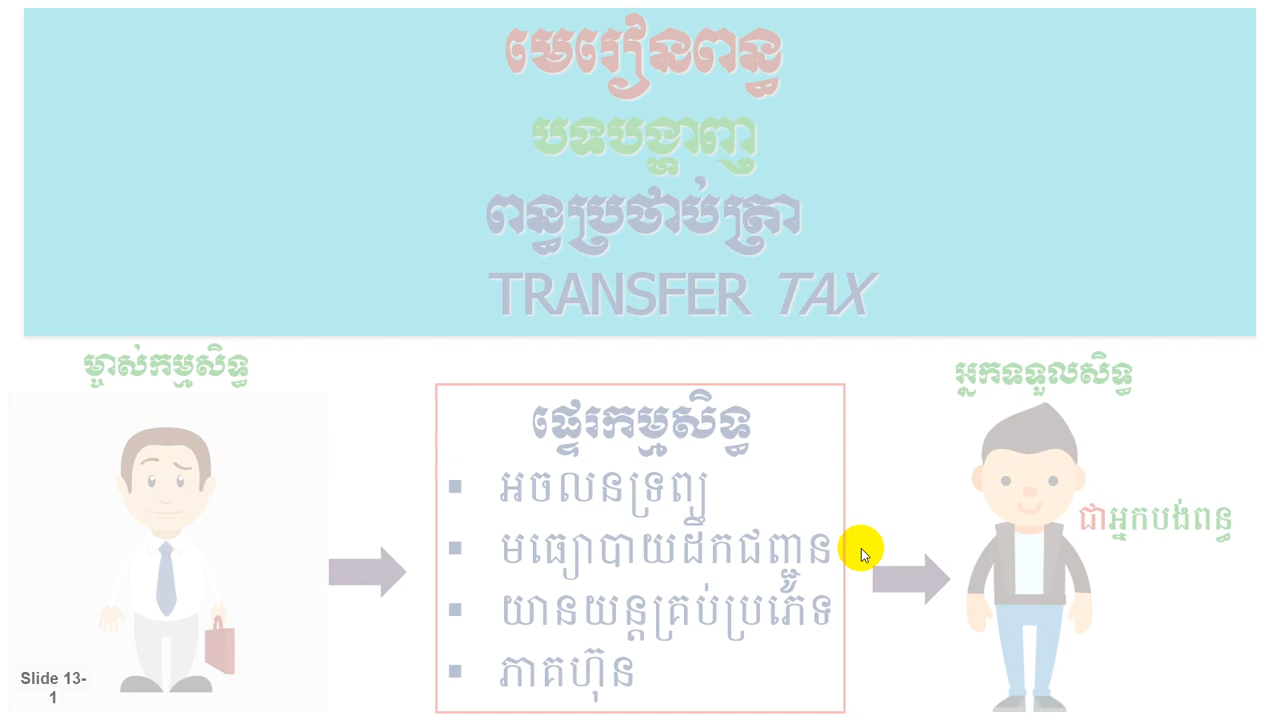 មេរៀនពន្ធ
បទបង្ហាញ
ពន្ធប្រថាប់ត្រា
TRANSFER TAX
ម្ចាស់កម្មសិទ្ធ
អ្នកទទួលសិទ្ធ
ផ្ទេរកម្មសិទ្ធ
▪ អចលនទ្រព្យ
▪ មធ្យោបាយដឹកជញ្ជូន
▪ យានយន្តគ្រប់ប្រភេទ
▪ ភាគហ៊ុន
ជាអ្នកបង់ពន្ធ
Slide 13-
1